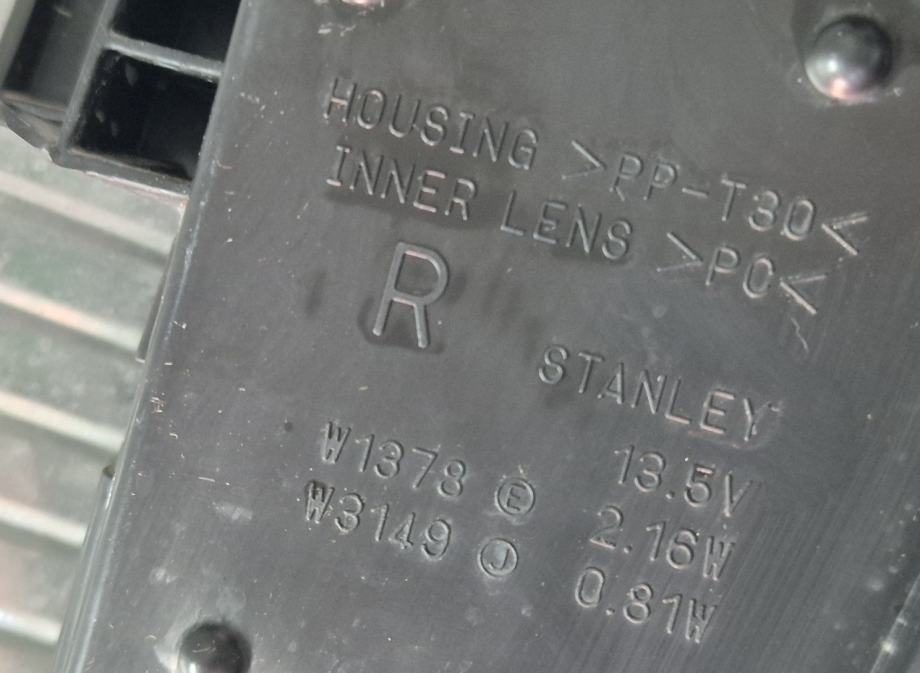 HOUSING >PP-T30<
INNER LENS >PC<
R
STANLEY
W1378 Ⓔ 13.5V
W3149 Ⓙ 2.16W
0.81W